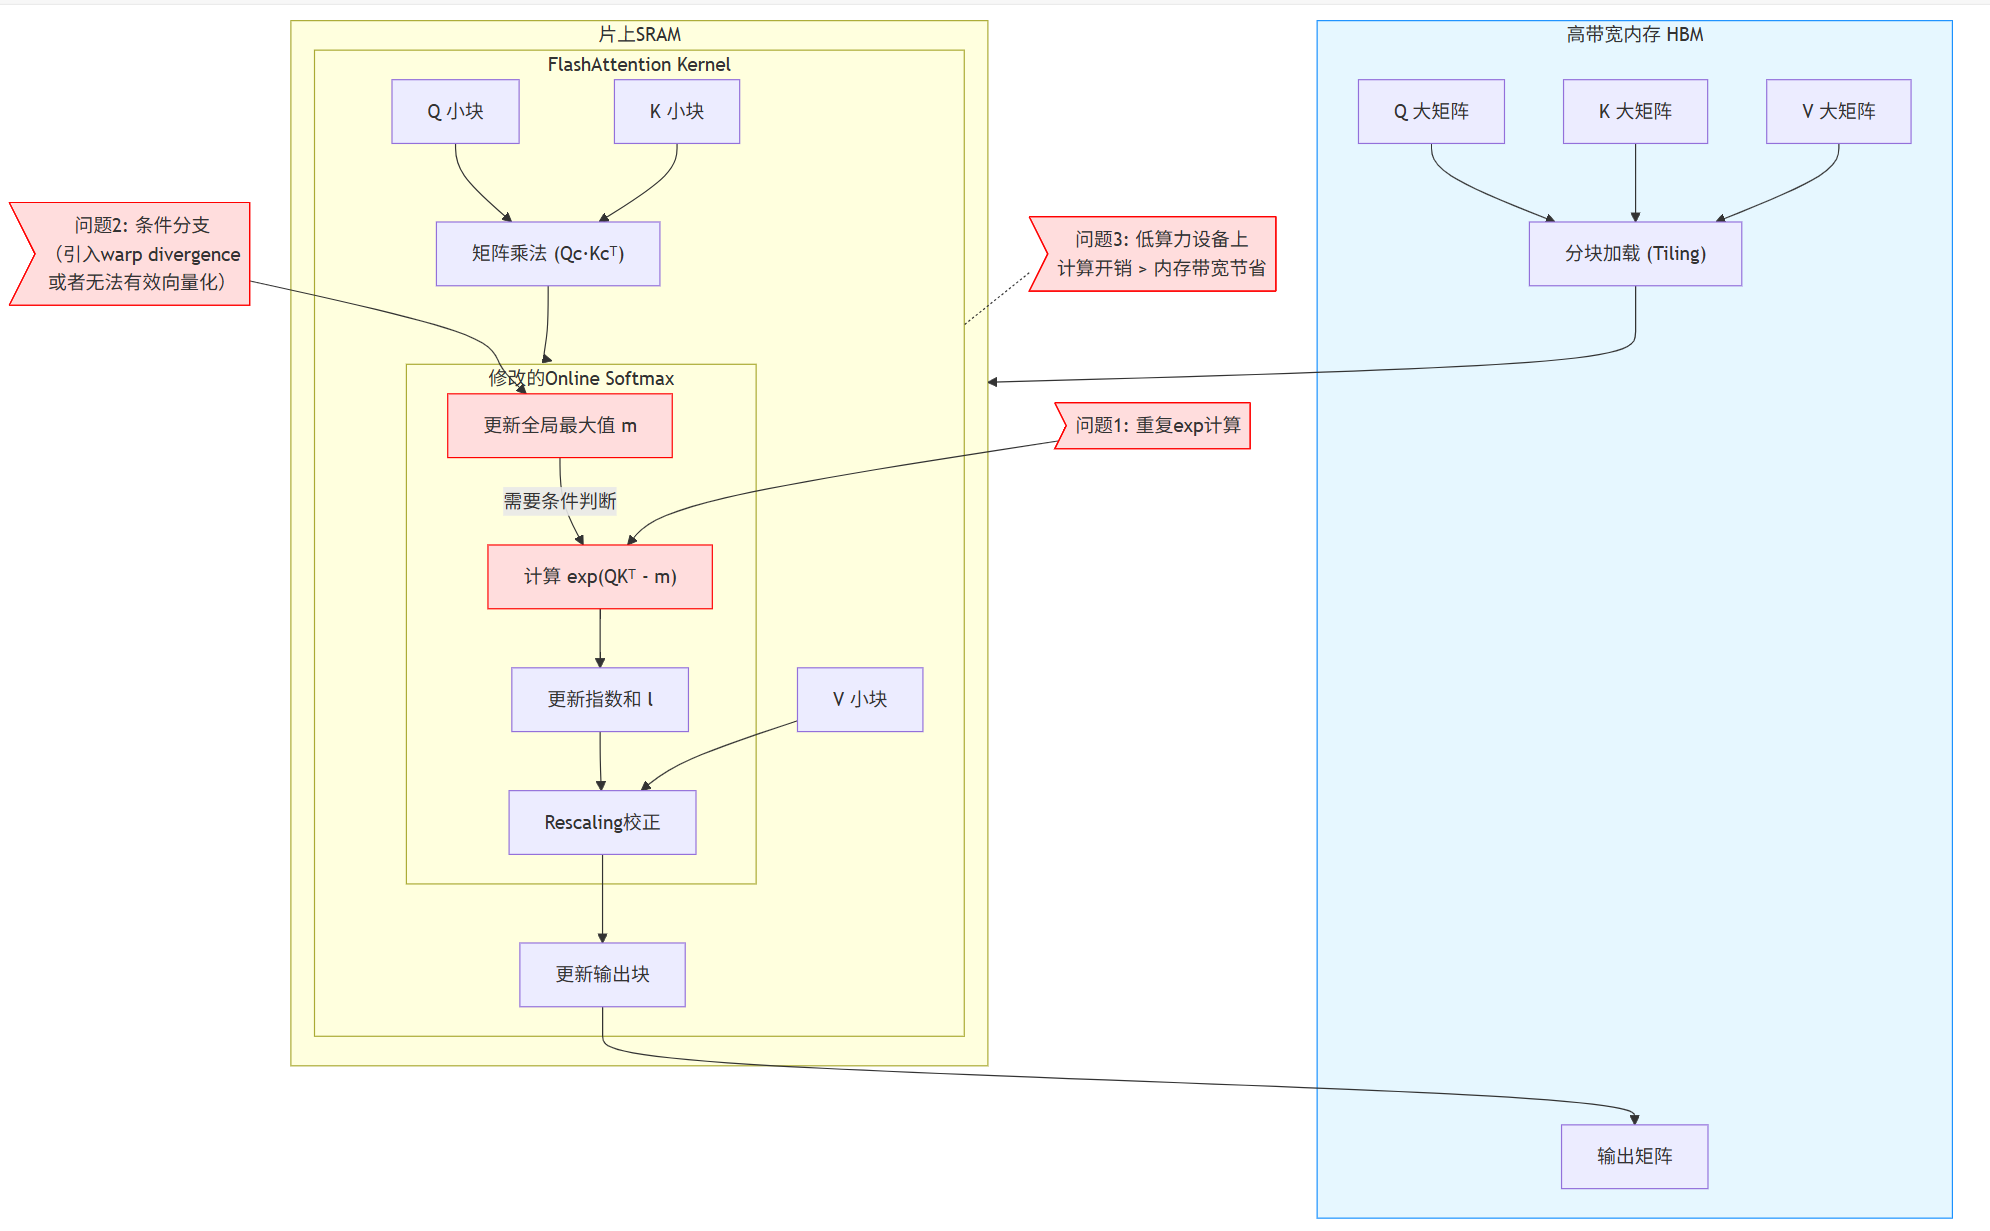 片上SRAM
FlashAttention Kernel
Q 小块
K 小块
矩阵乘法 (Qc·Kcᵀ)
问题2: 条件分支
（引入warp divergence
或者无法有效向量化）
修改的Online Softmax
更新全局最大值 m
需要条件判断
计算 exp(QKᵀ - m)
更新指数和 l
V 小块
Rescaling校正
更新输出块
问题3: 低算力设备上
计算开销 > 内存带宽节省
问题1: 重复exp计算
高带宽内存 HBM
Q 大矩阵
K 大矩阵
V 大矩阵
分块加载 (Tiling)
输出矩阵